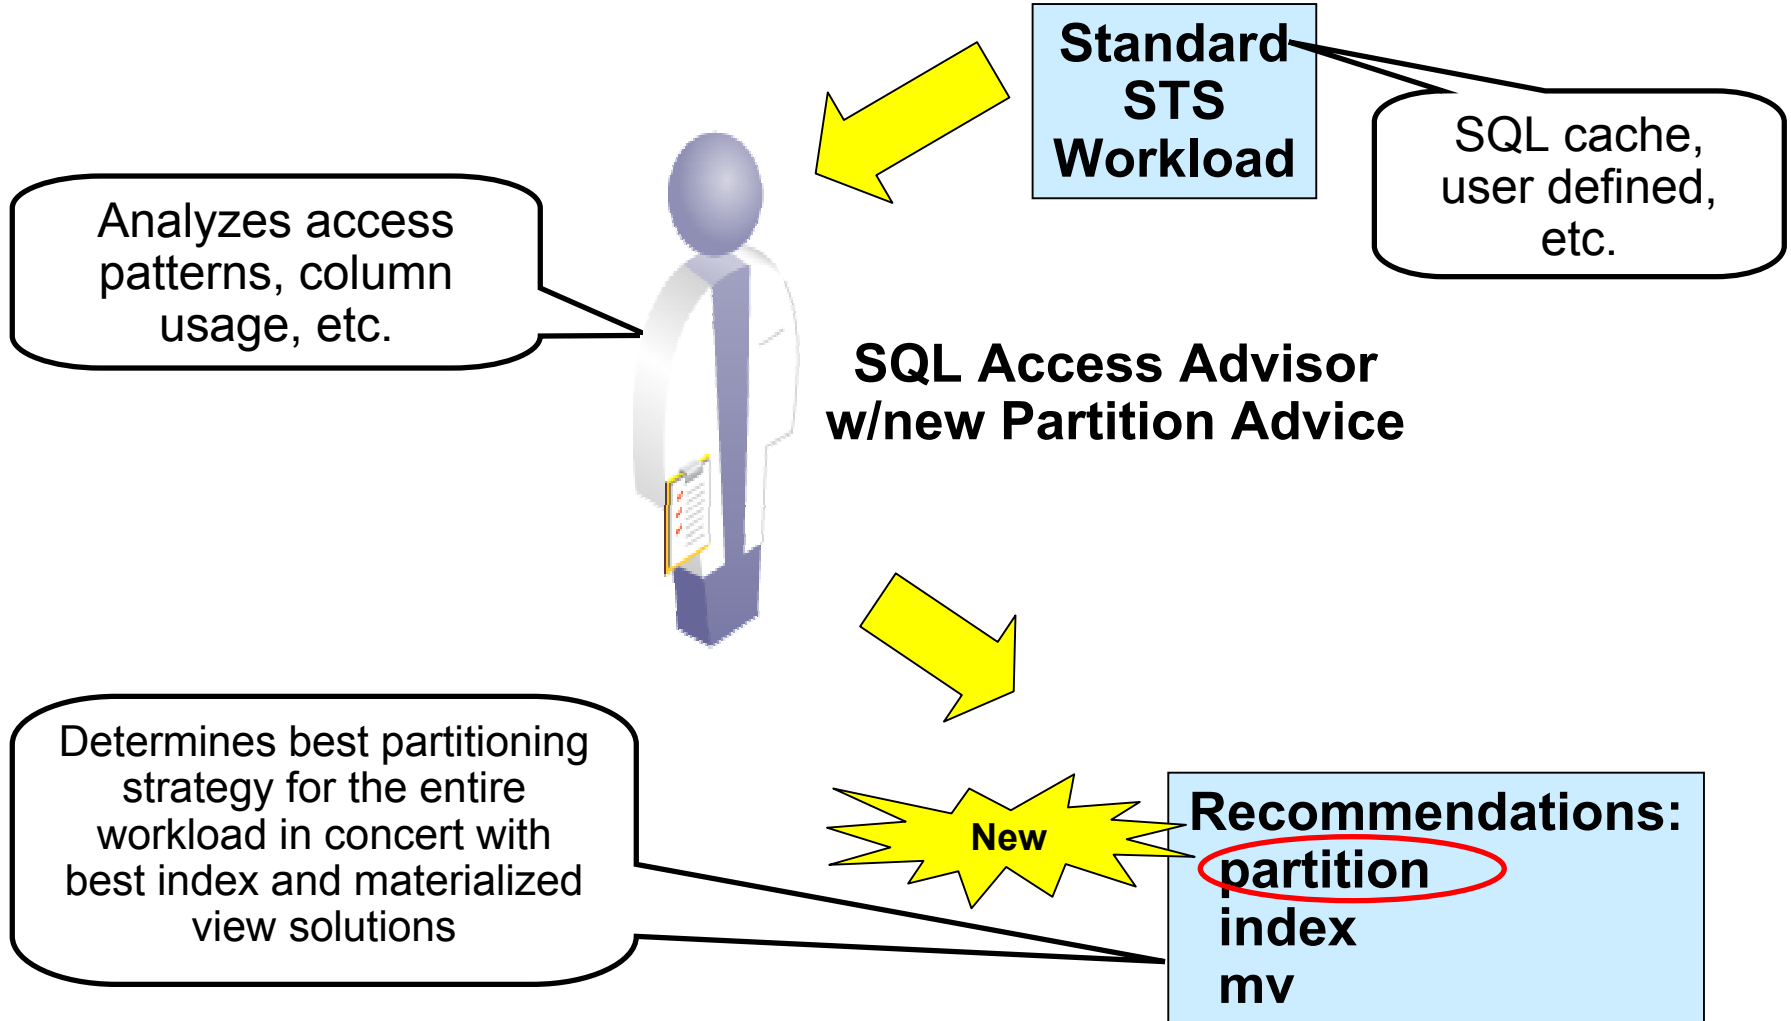 Standard
STS
Workload
SQL cache,
user defined,
etc.
Analyzes access
patterns, column
usage, etc.
SQL Access Advisor
w/new Partition Advice
Determines best partitioning
strategy for the entire
workload in concert with
best index and materialized
view solutions
New
Recommendations:
partition
index
mv